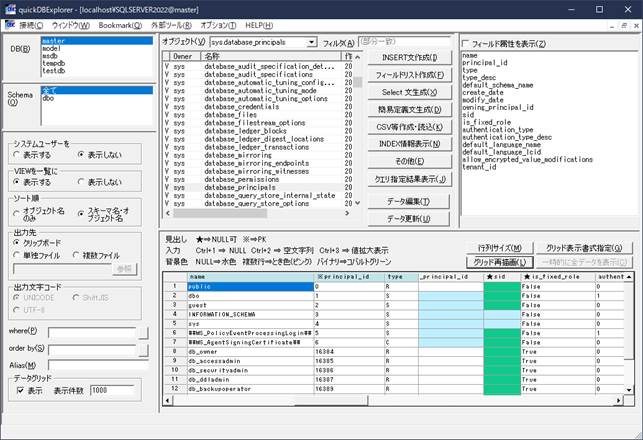 quickDBExplorer - [localhost¥SQLSERVER2022@master]
接続(C) ウィンドウ(W) Bookmark(Q) 外部ツール(R) オプション(T) HELP(H)
DB(B)
master
model
msdb
tempdb
testdb
Schema
(O)
全て
dbo
システムユーザーを
表示する 表示しない
VIEWを一覧に
表示する 表示しない
ソート順
オブジェクト名のみ スキーマ名・オブジェクト名
出力先
クリップボード
単独ファイル 複数ファイル
参照
出力文字コード
UNICODE ShiftJIS
UTF-8
where(P)
order by(S)
Alias(M)
データグリッド
表示 表示件数 1000
オブジェクト(V) sys.database_principals フィルタ(A) (部分一致)
Owner 名称 作
V sys database_audit_specification_det... 20
V sys database_audit_specifications 20
V sys database_automatic_tuning_config... 20
V sys database_automatic_tuning_mode 20
V sys database_automatic_tuning_options 20
V sys database_credentials 20
V sys database_files 20
V sys database_filestream_options 20
V sys database_ledger_blocks 20
V sys database_ledger_digest_locations 20
V sys database_ledger_transactions 20
V sys database_mirroring 20
V sys database_mirroring_endpoints 20
V sys database_mirroring_witnesses 20
V sys database_permissions 20
V sys database_principals 20
V sys database_query_store_internal_state 20
V sys database_query_store_options 20
INSERT文作成(I)
フィールドリスト作成(F)
Select 文生成(X)
簡易定義文生成(D)
CSV等作成・読込(K)
INDEX情報表示(N)
その他(E)
クエリ指定結果表示(J)
データ編集(T)
データ更新(U)
フィールド属性を表示(Z)
name
principal_id
type
type_desc
default_schema_name
create_date
modify_date
owning_principal_id
sid
is_fixed_role
authentication_type
authentication_type_desc
default_language_name
default_language_lcid
allow_encrypted_value_modifications
tenant_id
見出し ★⇒NULL可 ※⇒PK
入力 Ctrl+1 ⇒ NULL Ctrl+2 ⇒ 空文字列 Ctrl+3 ⇒ 値拡大表示
背景色 NULL⇒水色 複数行⇒とき色(ピンク) バイナリ⇒コバルトグリーン
行列サイズ(M) グリッド表示書式指定(G)
グリッド再描画(L) 一時的に全データを表示(C)
name ※principal_id type _principal_id ★sid ★is_fixed_role authent
1 public 0 R False 0
2 dbo 1 S False 1
3 guest 2 S False 0
4 INFORMATION_SCHEMA 3 S False 0
5 sys 4 S False 0
6 ##MS_PolicyEventProcessingLogin## 5 S False 1
7 ##MS_AgentSigningCertificate## 6 C False 0
8 db_owner 16384 R True 0
9 db_accessadmin 16385 R True 0
10 db_securityadmin 16386 R True 0
11 db_ddladmin 16387 R True 0
12 db_backupoperator 16389 R True 0